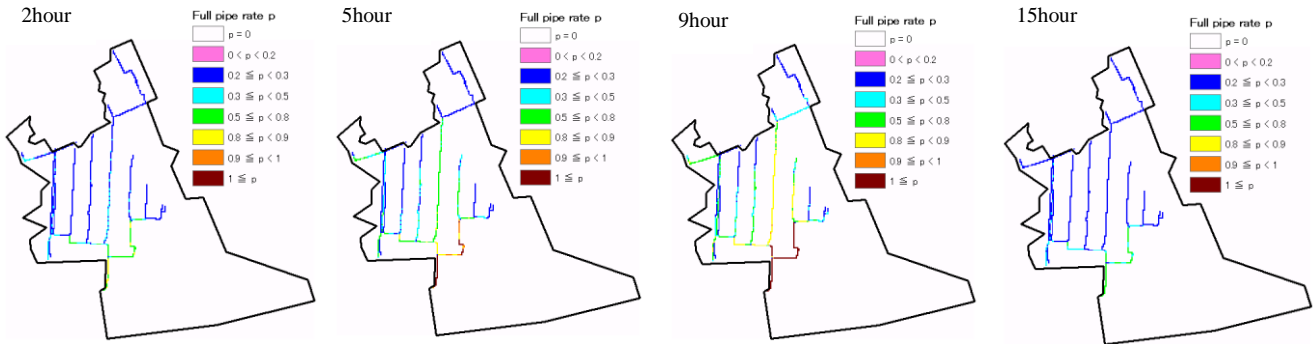 2hour
Full pipe rate p
p = 0
0 < p < 0.2
0.2 ≦ p < 0.3
0.3 ≦ p < 0.5
0.5 ≦ p < 0.8
0.8 ≦ p < 0.9
0.9 ≦ p < 1
1 ≦ p
5hour
Full pipe rate p
p = 0
0 < p < 0.2
0.2 ≦ p < 0.3
0.3 ≦ p < 0.5
0.5 ≦ p < 0.8
0.8 ≦ p < 0.9
0.9 ≦ p < 1
1 ≦ p
9hour
Full pipe rate p
p = 0
0 < p < 0.2
0.2 ≦ p < 0.3
0.3 ≦ p < 0.5
0.5 ≦ p < 0.8
0.8 ≦ p < 0.9
0.9 ≦ p < 1
1 ≦ p
15hour
Full pipe rate p
p = 0
0 < p < 0.2
0.2 ≦ p < 0.3
0.3 ≦ p < 0.5
0.5 ≦ p < 0.8
0.8 ≦ p < 0.9
0.9 ≦ p < 1
1 ≦ p